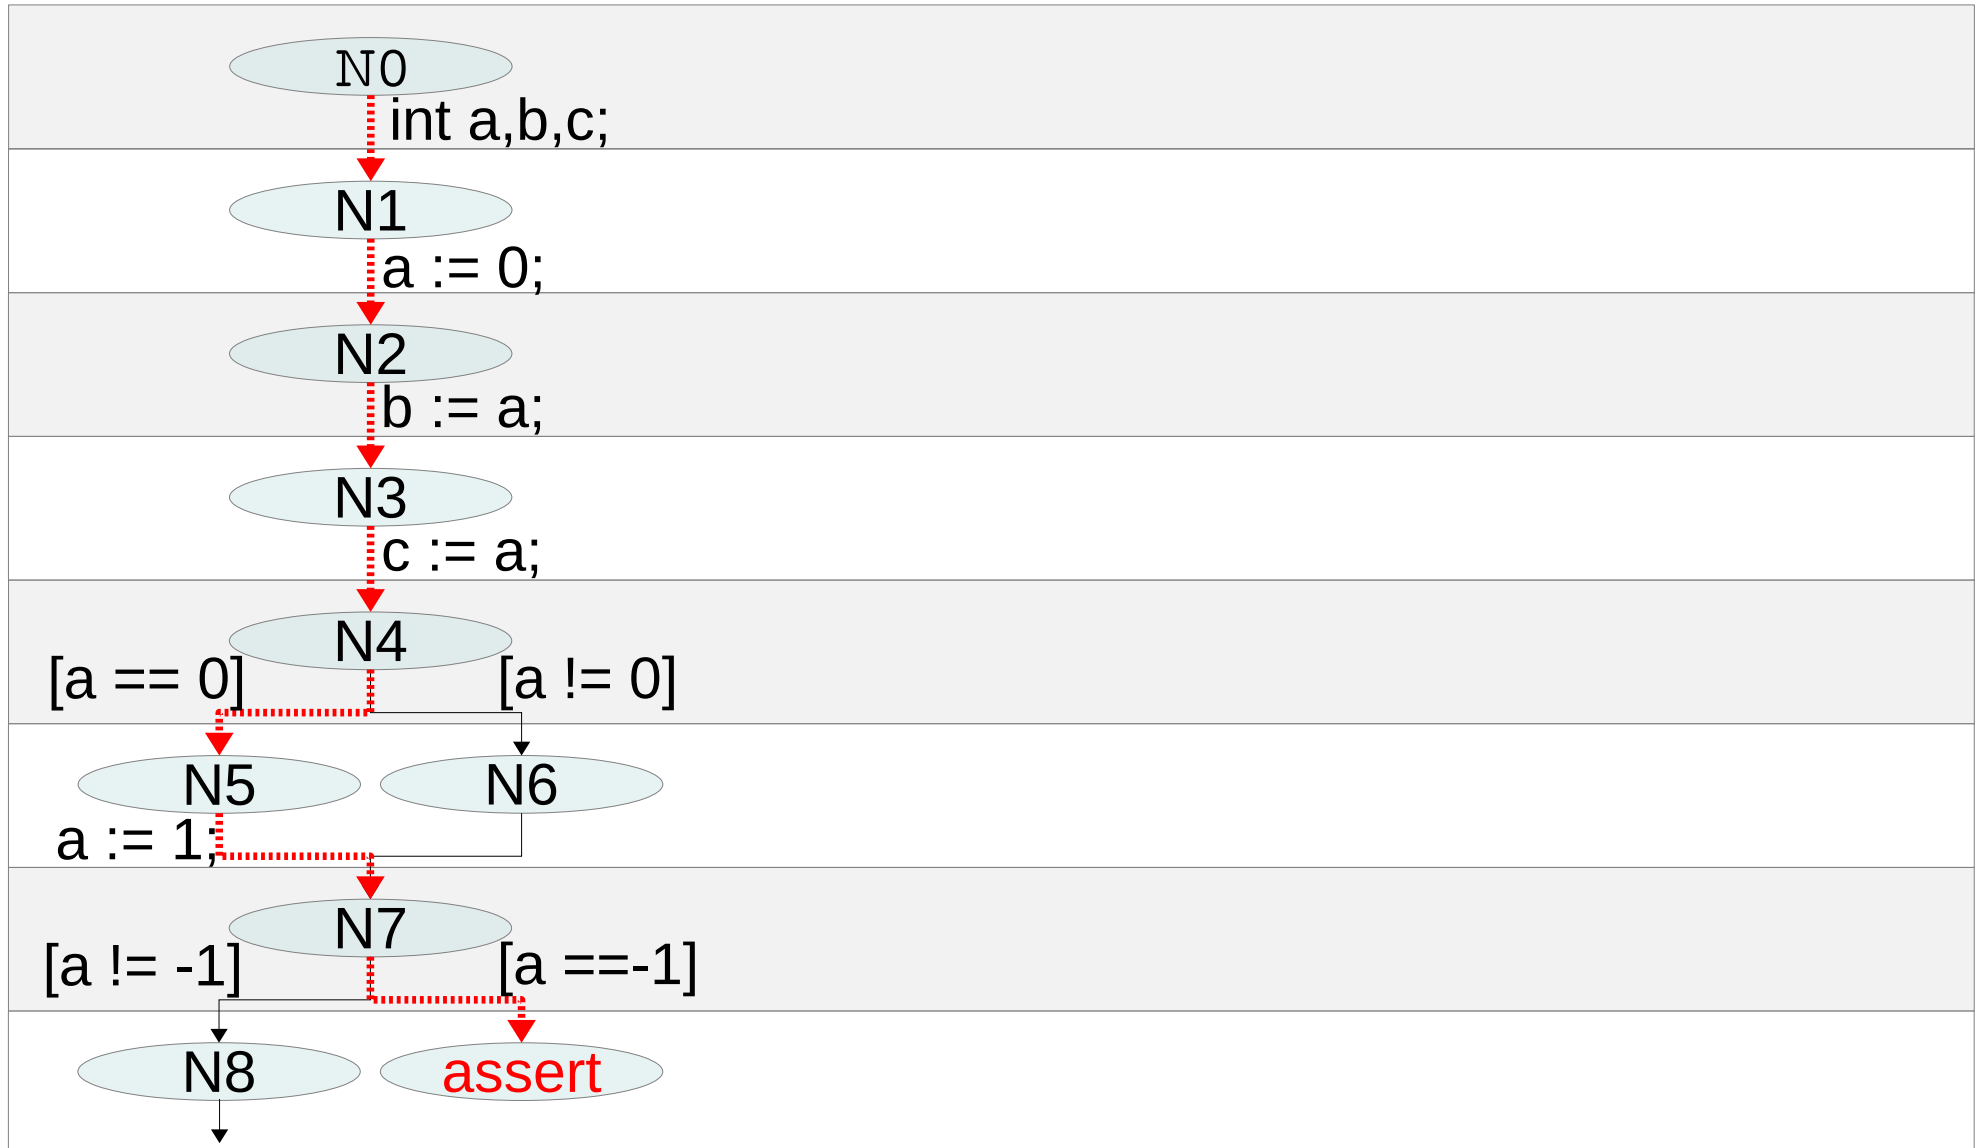 N0
int a,b,c;
N1
a := 0;
N2
b := a;
N3
c := a;
N4
[a == 0]
[a != 0]
N5
N6
a := 1;
N7
[a != -1]
[a ==-1]
N8
assert